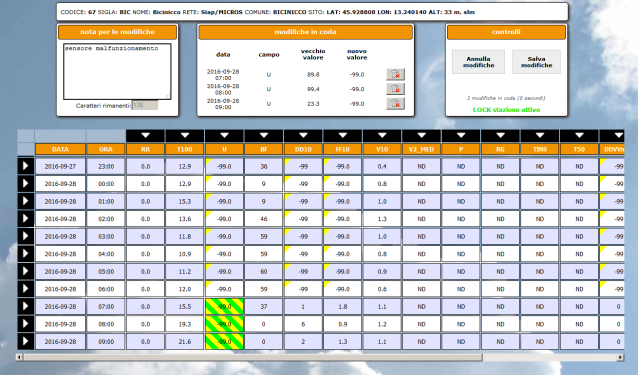 CODICE: 67 SIGLA: BIC NOME: Bicinicco RETE: Siap/MICROS COMUNE: BICINICCO SITO: LAT: 45.928808 LON: 13.240140 ALT: 33 m. slm
nota per le modifiche
sensore malfunzionamento
Caratteri rimanenti: 176
modifiche in coda
data campo vecchio valore nuovo valore
2016-09-28 07:00 U 89.8 -99.0
2016-09-28 08:00 U 99.4 -99.0
2016-09-28 09:00 U 23.3 -99.0
controlli
Annulla modifiche Salva modifiche
3 modifiche in coda (0 secondi)
LOCK stazione attivo
DATA ORA RR T180 U BF DD10 FF10 V10 V2_MED P RG TINS T50 DDVV
2016-09-27 23:00 0.0 12.9 -99.0 36 -99 -99.0 0.4 ND ND ND ND ND -99
2016-09-28 00:00 0.0 12.9 -99.0 9 -99 -99.0 0.8 ND ND ND ND ND -99
2016-09-28 01:00 0.0 15.3 -99.0 9 -99 -99.0 1.0 ND ND ND ND ND -99
2016-09-28 02:00 0.0 13.6 -99.0 46 -99 -99.0 1.3 ND ND ND ND ND -99
2016-09-28 03:00 0.0 11.8 -99.0 59 -99 -99.0 1.0 ND ND ND ND ND -99
2016-09-28 04:00 0.0 10.9 -99.0 59 -99 -99.0 0.8 ND ND ND ND ND -99
2016-09-28 05:00 0.0 11.2 -99.0 60 -99 -99.0 0.9 ND ND ND ND ND -99
2016-09-28 06:00 0.0 12.0 -99.0 59 -99 -99.0 0.6 ND ND ND ND ND -99
2016-09-28 07:00 0.0 15.5 -99.0 37 1 1.8 1.1 ND ND ND ND ND 0
2016-09-28 08:00 0.0 19.3 -99.0 0 6 0.9 1.2 ND ND ND ND ND 0
2016-09-28 09:00 0.0 21.6 -99.0 0 2 1.3 1.1 ND ND ND ND ND 0